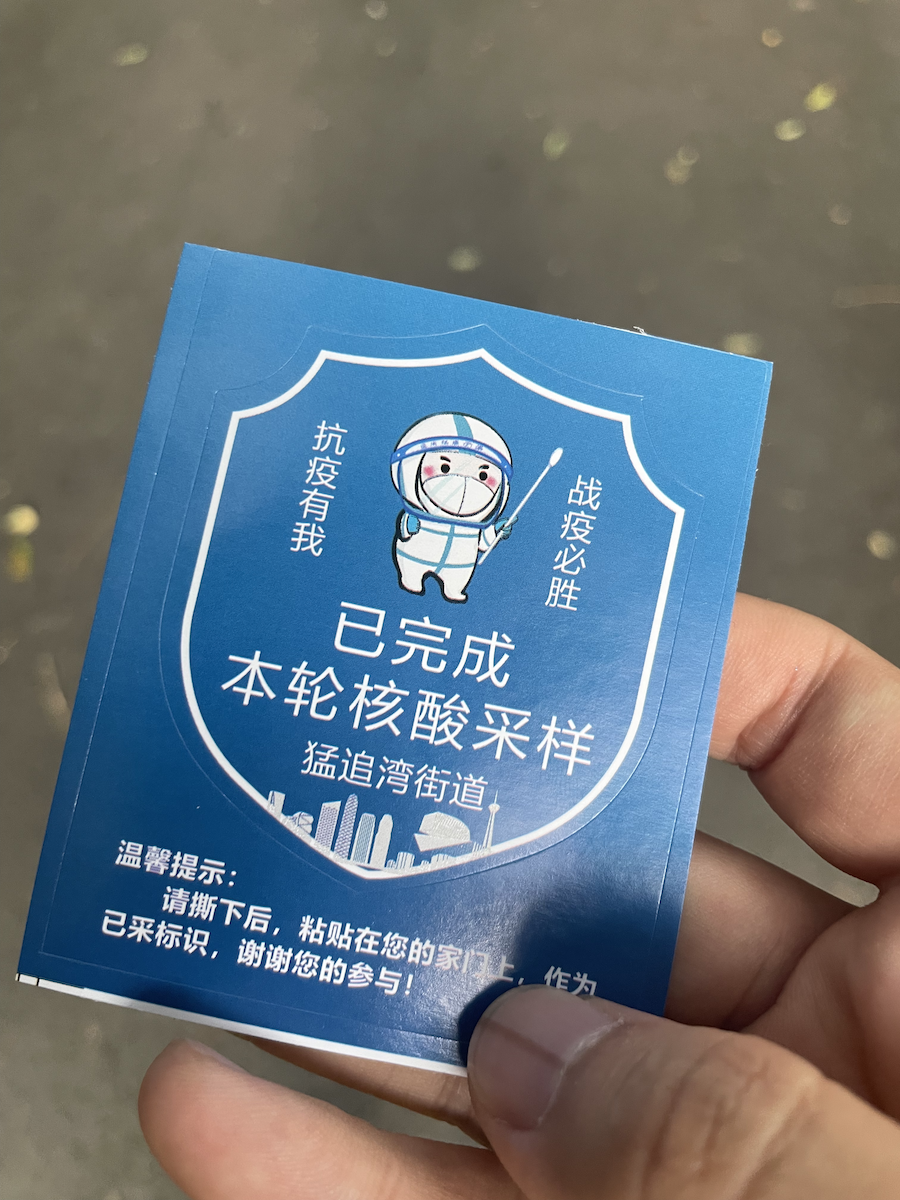 抗疫有我
战疫必胜
已完成
本轮核酸采样
猛追湾街道
温馨提示：
请撕下后，粘贴在您的家门上，作为
已采标识，谢谢您的参与！